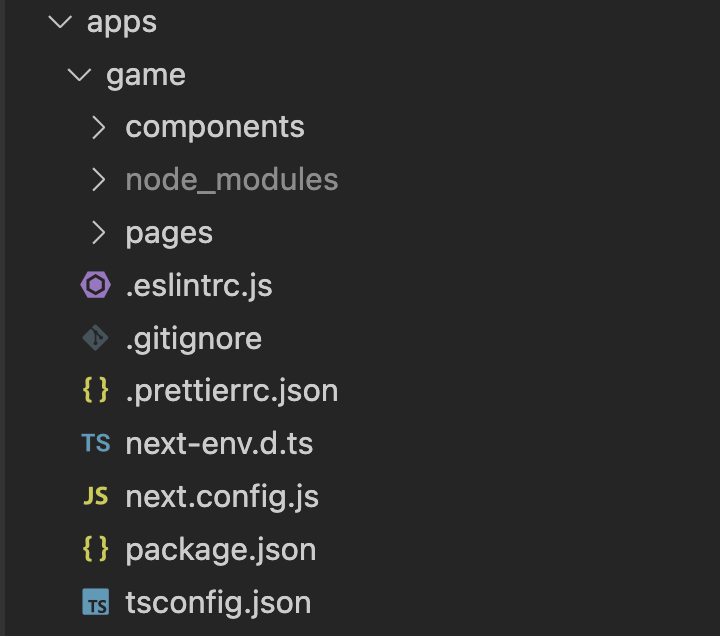 apps
game
components
node_modules
pages
.eslintrc.js
.gitignore
{} .prettierrc.json
TS next-env.d.ts
JS next.config.js
{} package.json
TS tsconfig.json